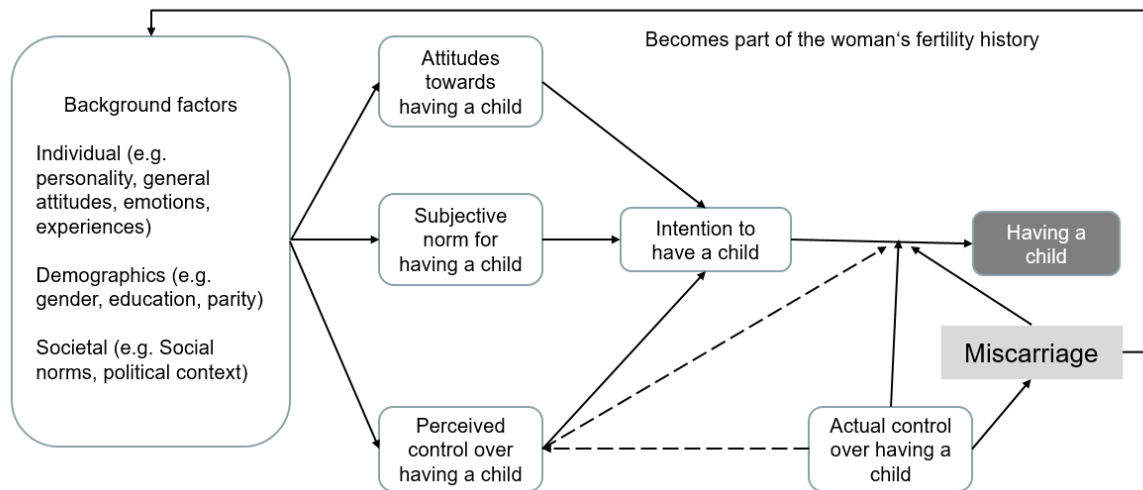 Becomes part of the woman‘s fertility history
Background factors
Individual (e.g.
personality, general
attitudes, emotions,
experiences)
Demographics (e.g.
gender, education, parity)
Societal (e.g. Social
norms, political context)
Attitudes
towards
having a child
Subjective
norm for
having a child
Perceived
control over
having a child
Intention to
have a child
Having a
child
Miscarriage
Actual control
over having a
child